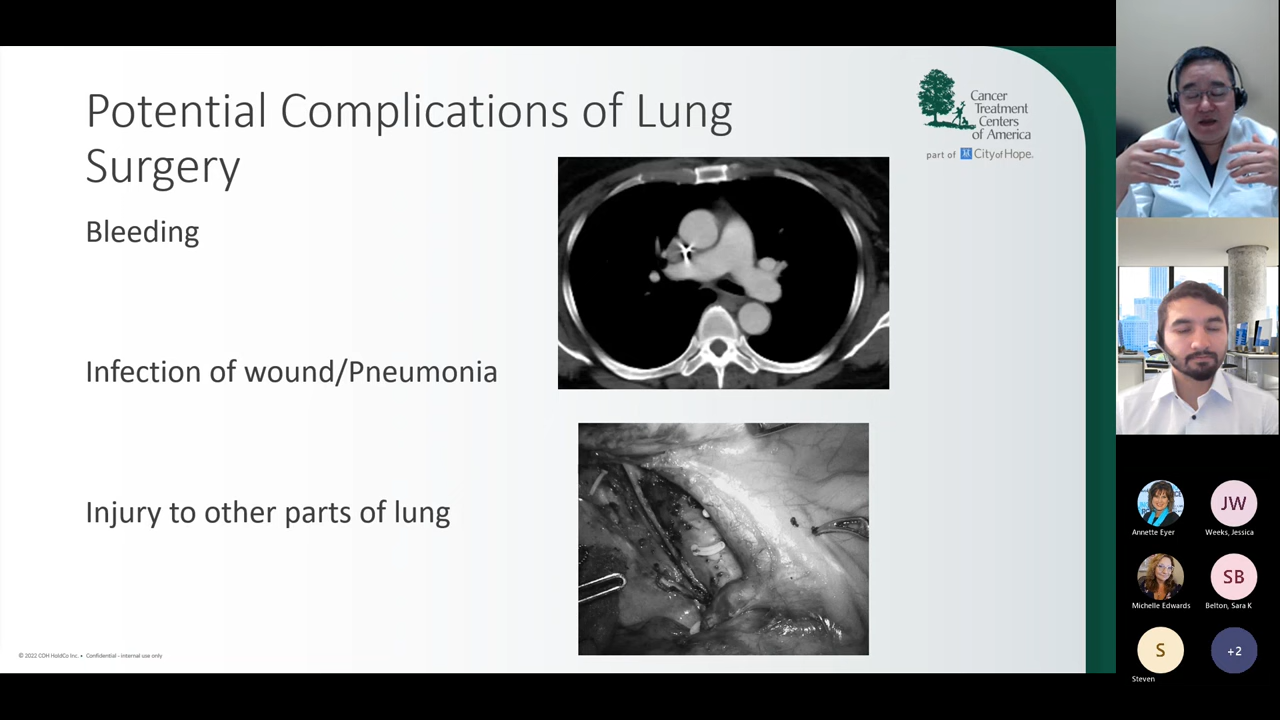 Potential Complications of Lung
Surgery
Bleeding
Infection of wound/Pneumonia
Injury to other parts of lung
© 2022 COH HoldCo Inc. • Confidential - internal use only
Cancer
Treatment
Centers
of America
part of City of Hope.
Annette Eyer
JW
Weeks, Jessica
Michelle Edwards
SB
Belton, Sara K
S
Steven
+2